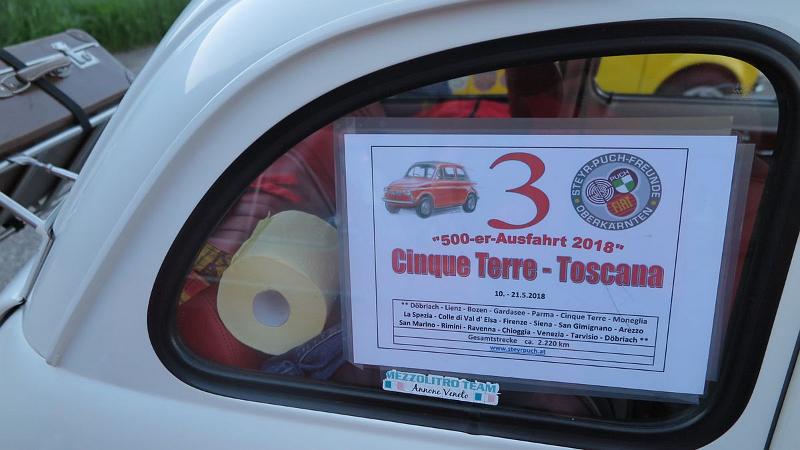 3
STEYR-PUCH-FREUNDE
PUCH
FIAT
OBERKÄRNTEN
"500-er-Ausfahrt 2018"
Cinque Terre - Toscana
10. - 21.5.2018
** Döbriach - Lienz - Bozen - Gardasee - Parma - Cinque Terre - Moneglia
La Spezia - Colle di Val d' Elsa - Firenze - Siena - San Gimignano - Arezzo
San Marino - Rimini - Ravenna - Chioggia - Venezia - Tarvisio - Döbriach **
Gesamtstrecke ca. 2.220 km
www.steyrpuch.at
MEZZOLITRO TEAM
Annone Veneto